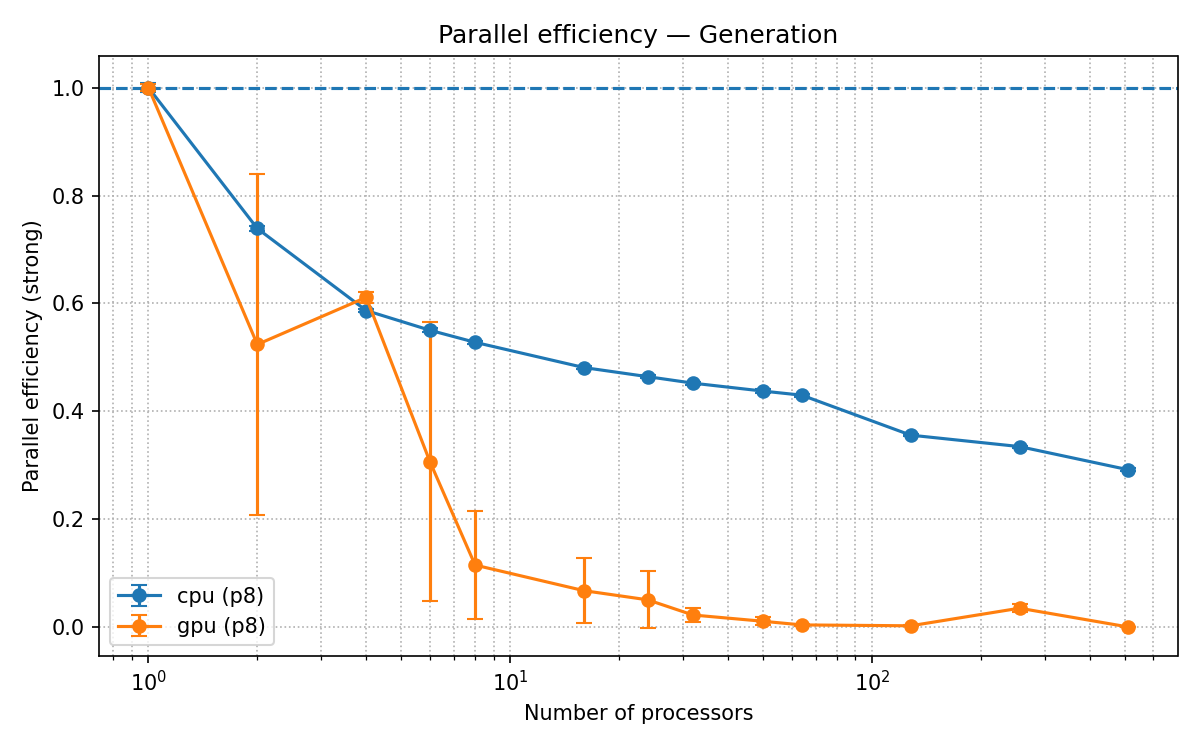 Parallel efficiency — Generation
Parallel efficiency (strong)
1.0
0.8
0.6
0.4
0.2
0.0
cpu (p8)
gpu (p8)
10⁰
10¹
10²
Number of processors